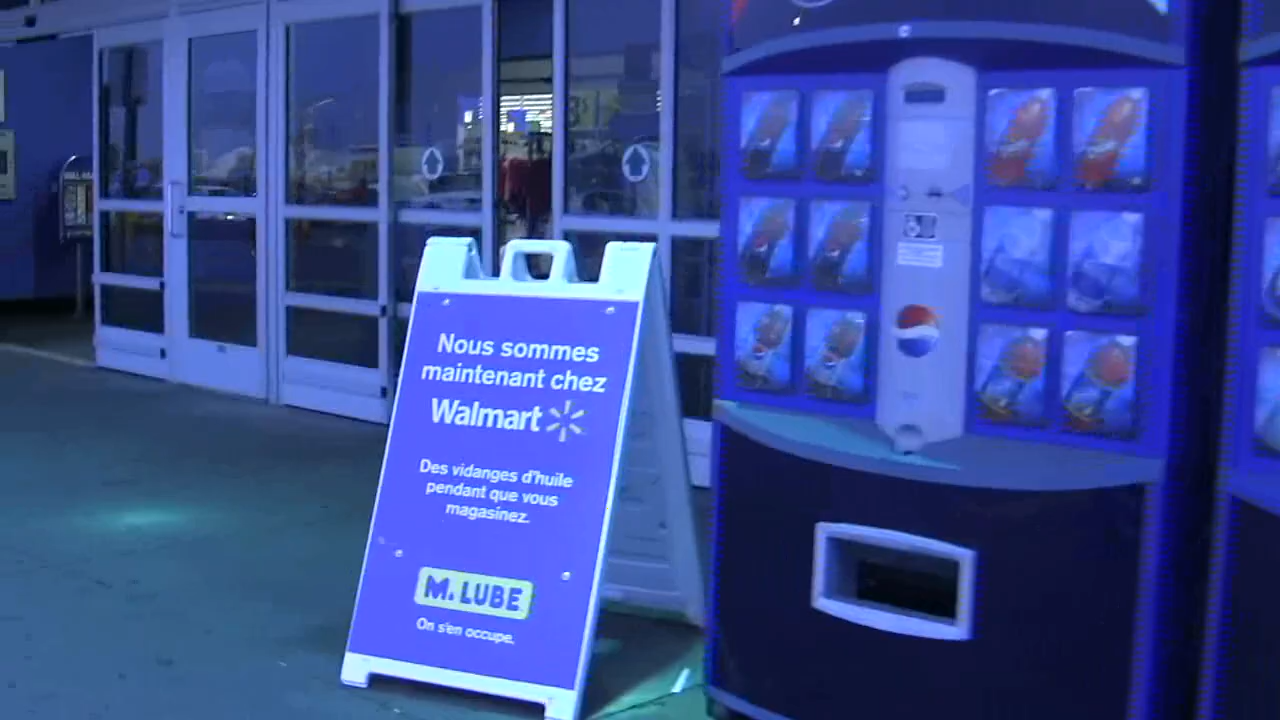 Nous sommes
maintenant chez
Walmart
Des vidanges d'huile
pendant que vous
magasinez.
M. LUBE
On s'en occupe.